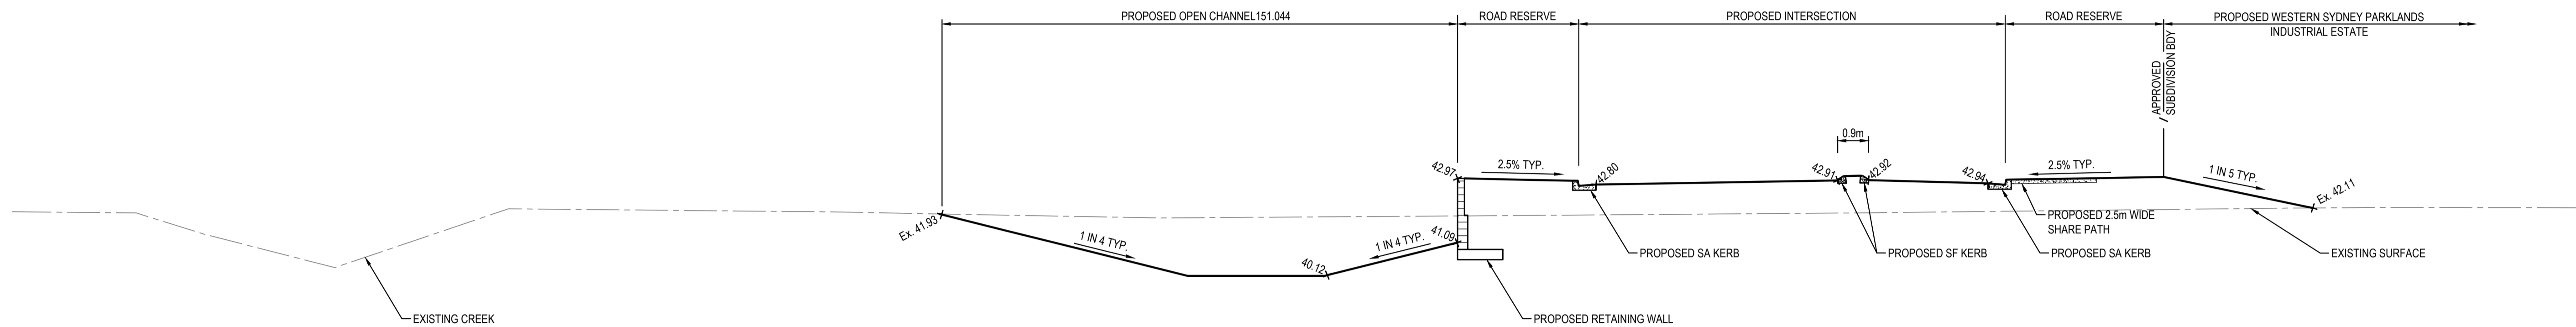 PROPOSED OPEN CHANNEL151.044
ROAD RESERVE
PROPOSED INTERSECTION
ROAD RESERVE
PROPOSED WESTERN SYDNEY PARKLANDS
INDUSTRIAL ESTATE
APPROVED
SUBDIVISION BDY
0.9m
42.97
2.5% TYP.
42.80
42.91
42.92
42.94
2.5% TYP.
1 IN 5 TYP.
Ex. 42.11
Ex. 41.93
1 IN 4 TYP.
40.12
1 IN 4 TYP.
41.09
PROPOSED 2.5m WIDE
SHARE PATH
PROPOSED SA KERB
PROPOSED SF KERB
PROPOSED SA KERB
EXISTING SURFACE
EXISTING CREEK
PROPOSED RETAINING WALL